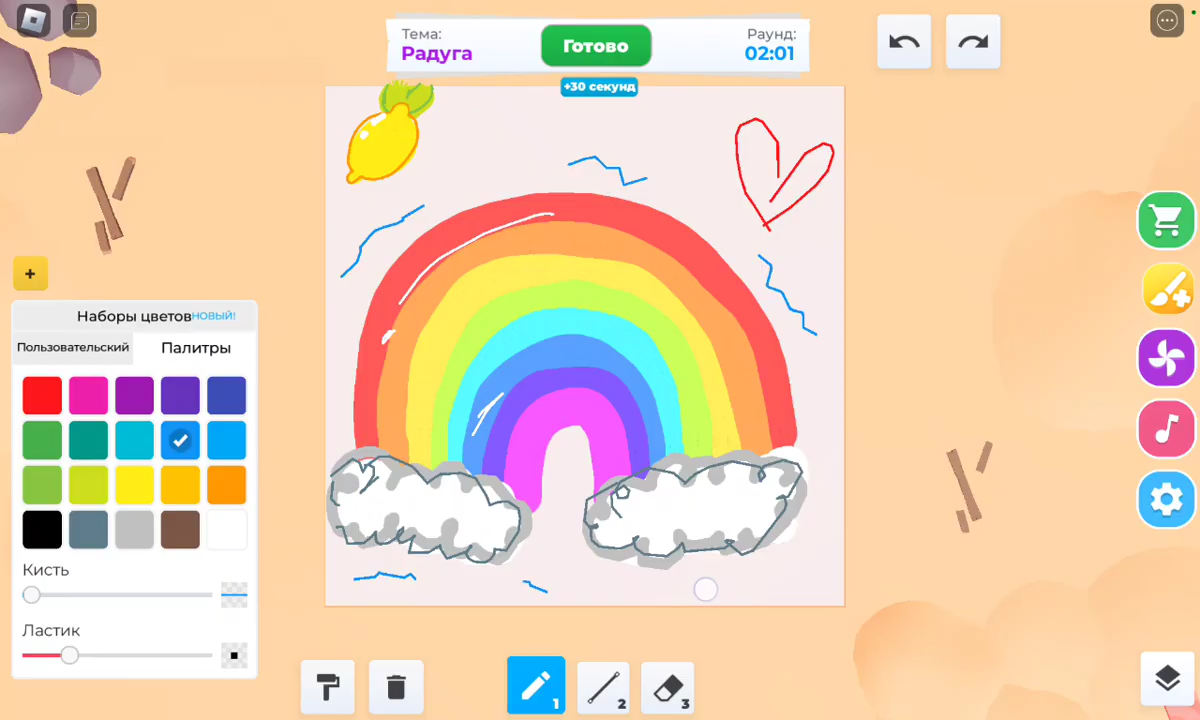 Тема:
Радуга
Готово
Раунд:
02:01
+30 секунд
+
Наборы цветов НОВЫЙ!
Пользовательский
Палитры
Кисть
Ластик
1
2
3